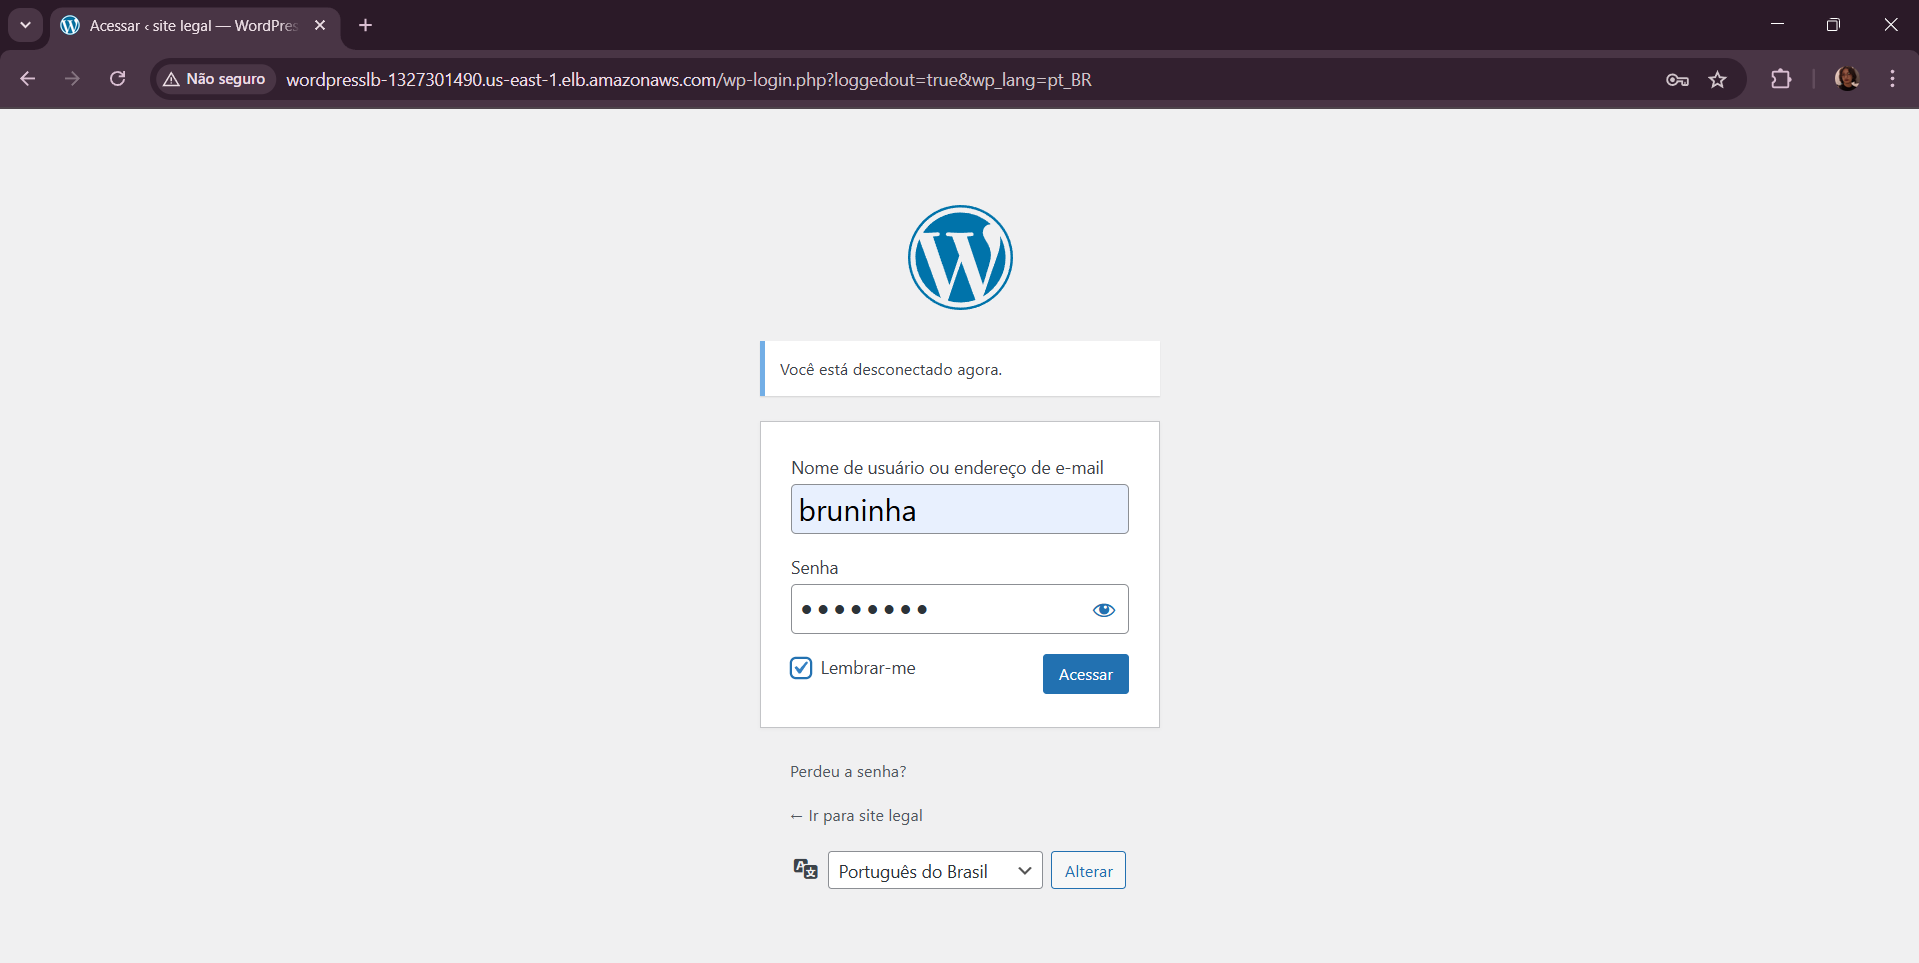 Acessar ‹ site legal — WordPres
Não seguro
wordpresslb-1327301490.us-east-1.elb.amazonaws.com/wp-login.php?loggedout=true&wp_lang=pt_BR
Você está desconectado agora.
Nome de usuário ou endereço de e-mail
bruninha
Senha
••••••••
Lembrar-me
Acessar
Perdeu a senha?
← Ir para site legal
Português do Brasil
Alterar